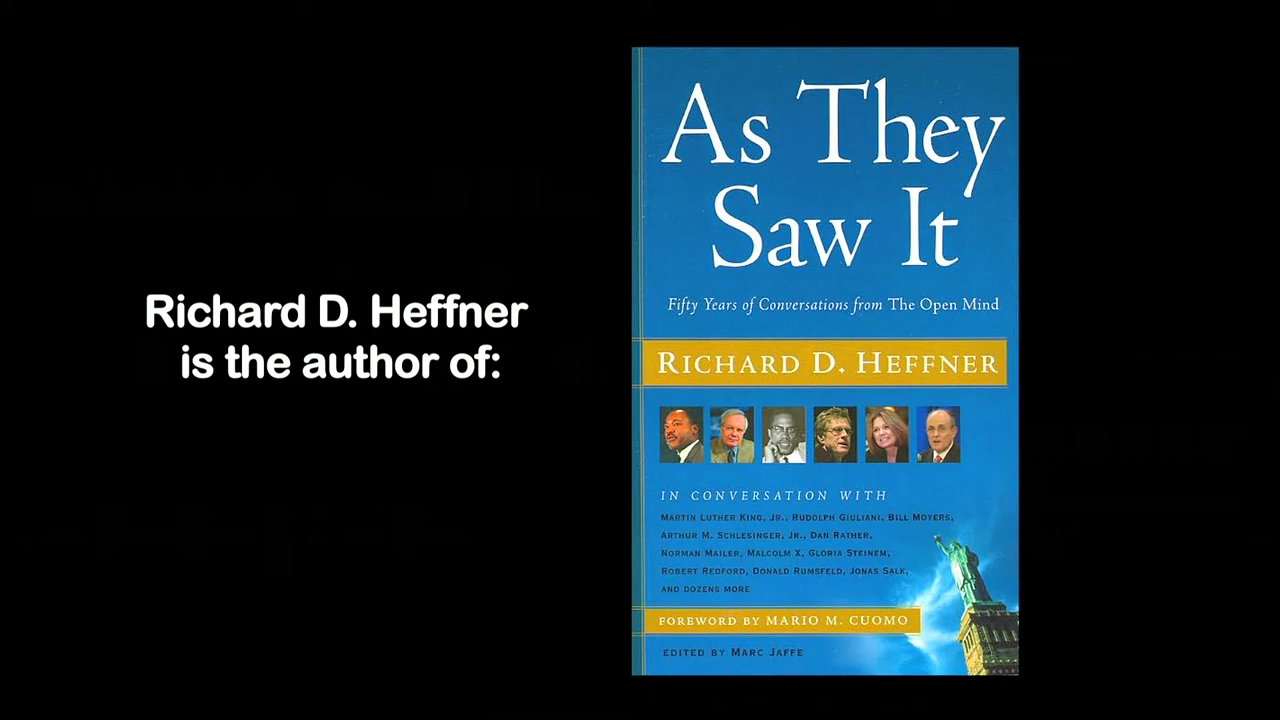 Richard D. Heffner
is the author of:
As They
Saw It
Fifty Years of Conversations from The Open Mind
RICHARD D. HEFFNER
IN CONVERSATION WITH
MARTIN LUTHER KING, JR., RUDOLPH GIULIANI, BILL MOYERS,
ARTHUR M. SCHLESINGER, JR., DAN RATHER,
NORMAN MAILER, MALCOLM X, GLORIA STEINEM,
ROBERT REDFORD, DONALD RUMSFELD, JONAS SALK,
AND DOZENS MORE
FOREWORD BY MARIO M. CUOMO
EDITED BY MARC JAFFE